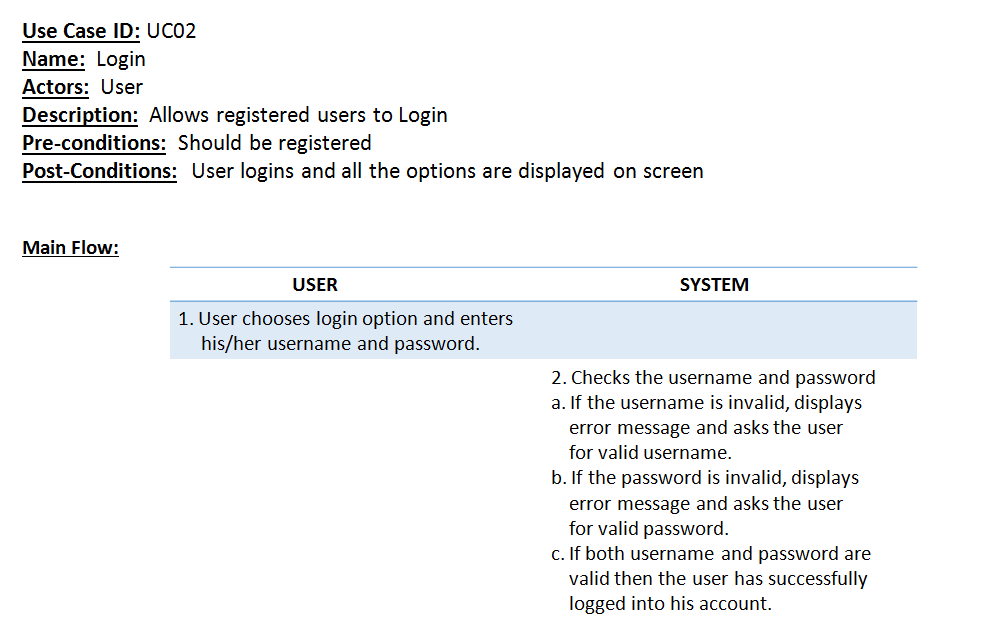 Use Case ID: UC02
Name: Login
Actors: User
Description: Allows registered users to Login
Pre-conditions: Should be registered
Post-Conditions: User logins and all the options are displayed on screen
Main Flow:
USER SYSTEM
1. User chooses login option and enters
his/her username and password.
2. Checks the username and password
a. If the username is invalid, displays
error message and asks the user
for valid username.
b. If the password is invalid, displays
error message and asks the user
for valid password.
c. If both username and password are
valid then the user has successfully
logged into his account.